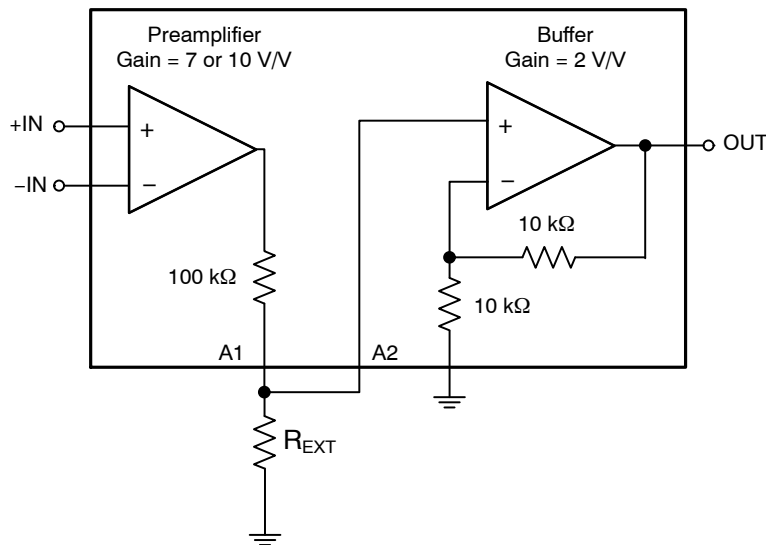 Preamplifier
Gain = 7 or 10 V/V
Buffer
Gain = 2 V/V
+IN
+
−IN
−
+
−
OUT
10 kΩ
100 kΩ
10 kΩ
A1
A2
REXT